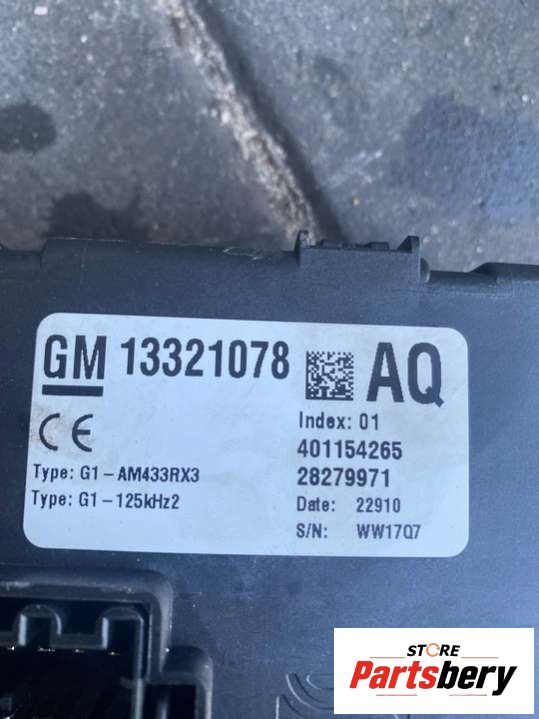 GM 13321078 AQ
CE
Index: 01
401154265
Type: G1-AM433RX3
28279971
Type: G1-125kHz2
Date: 22910
S/N: WW17Q7
STORE
Partsbery